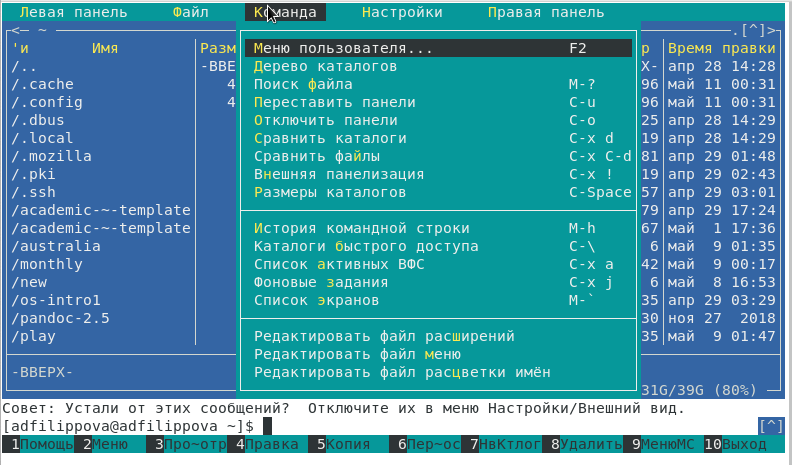 Левая панель Файл Команда Настройки Правая панель
<— ~ .[^]>
'и Имя Разм р Время правки
Меню пользователя... F2
/.. -ВВЕ Х- апр 28 14:28
Дерево каталогов
/.cache 4 96 май 11 00:31
Поиск файла M-?
/.config 4 96 май 11 00:31
Переставить панели C-u
/.dbus 25 апр 28 14:29
Отключить панели C-o
/.local 19 апр 28 14:29
Сравнить каталоги C-x d
/.mozilla 81 апр 29 01:48
Сравнить файлы C-x C-d
/.pki 19 апр 29 02:43
Внешняя панелизация C-x !
/.ssh 57 апр 29 03:01
Размеры каталогов C-Space
/academic-~-template 79 апр 29 17:24
/academic-~-template 67 май 1 17:36
История командной строки M-h
/australia 6 май 9 01:35
Каталоги быстрого доступа C-\
/monthly 42 май 9 00:17
Список активных ВФС C-x a
/new 6 май 8 16:53
Фоновые задания C-x j
/os-intro1 35 апр 29 03:29
Список экранов M-`
/pandoc-2.5 30 ноя 27 2018
/play 35 май 9 01:47
Редактировать файл расширений
Редактировать файл меню
-ВВЕРХ-
Редактировать файл расцветки имён
31G/39G (80%)
Совет: Устали от этих сообщений? Отключите их в меню Настройки/Внешний вид.
[adfilippova@adfilippova ~]$ [^]
1Помощь 2Меню 3Про~отр 4Правка 5Копия 6Пер~ос 7НвКтлог 8Удалить 9МенюМС 10Выход